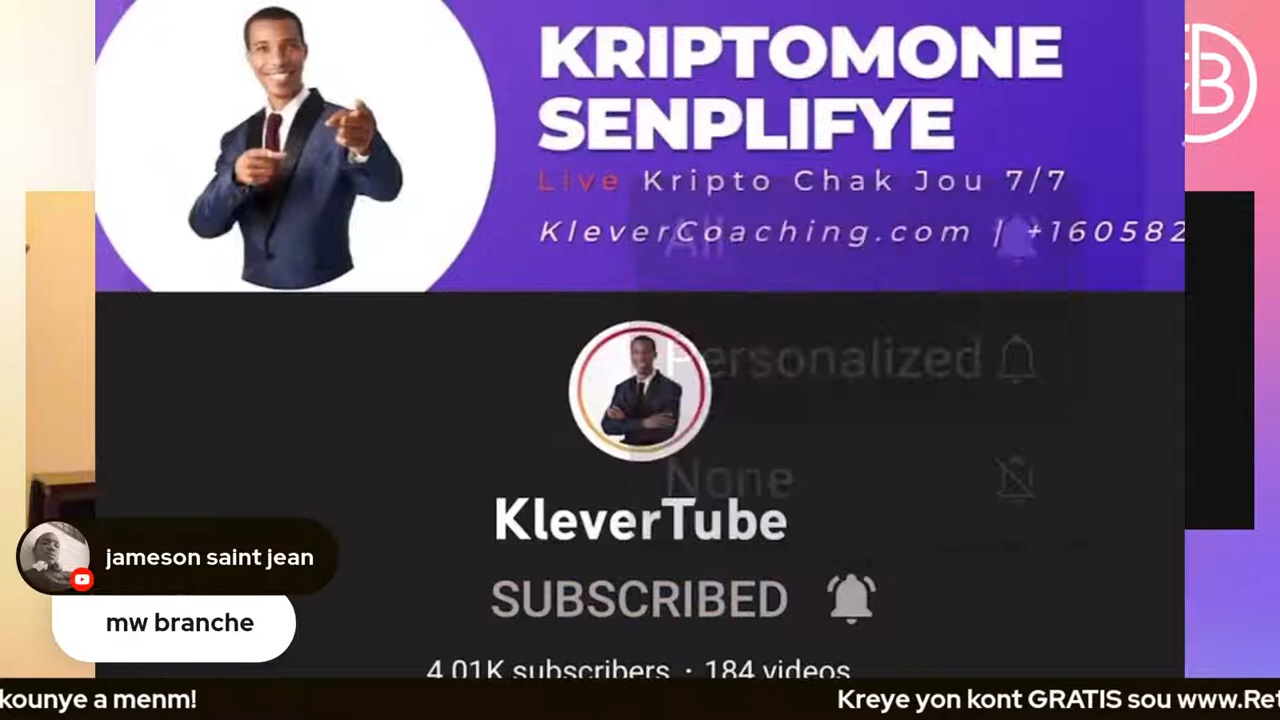 KRIPTOMONE
SENPLIFYE
Live Kripto Chak Jou 7/7
KleverCoaching.com | +160582
All
Personalized
None
KleverTube
SUBSCRIBED
4.01K subscribers · 184 videos
jameson saint jean
mw branche
kounye a menm!
Kreye yon kont GRATIS sou www.Ret